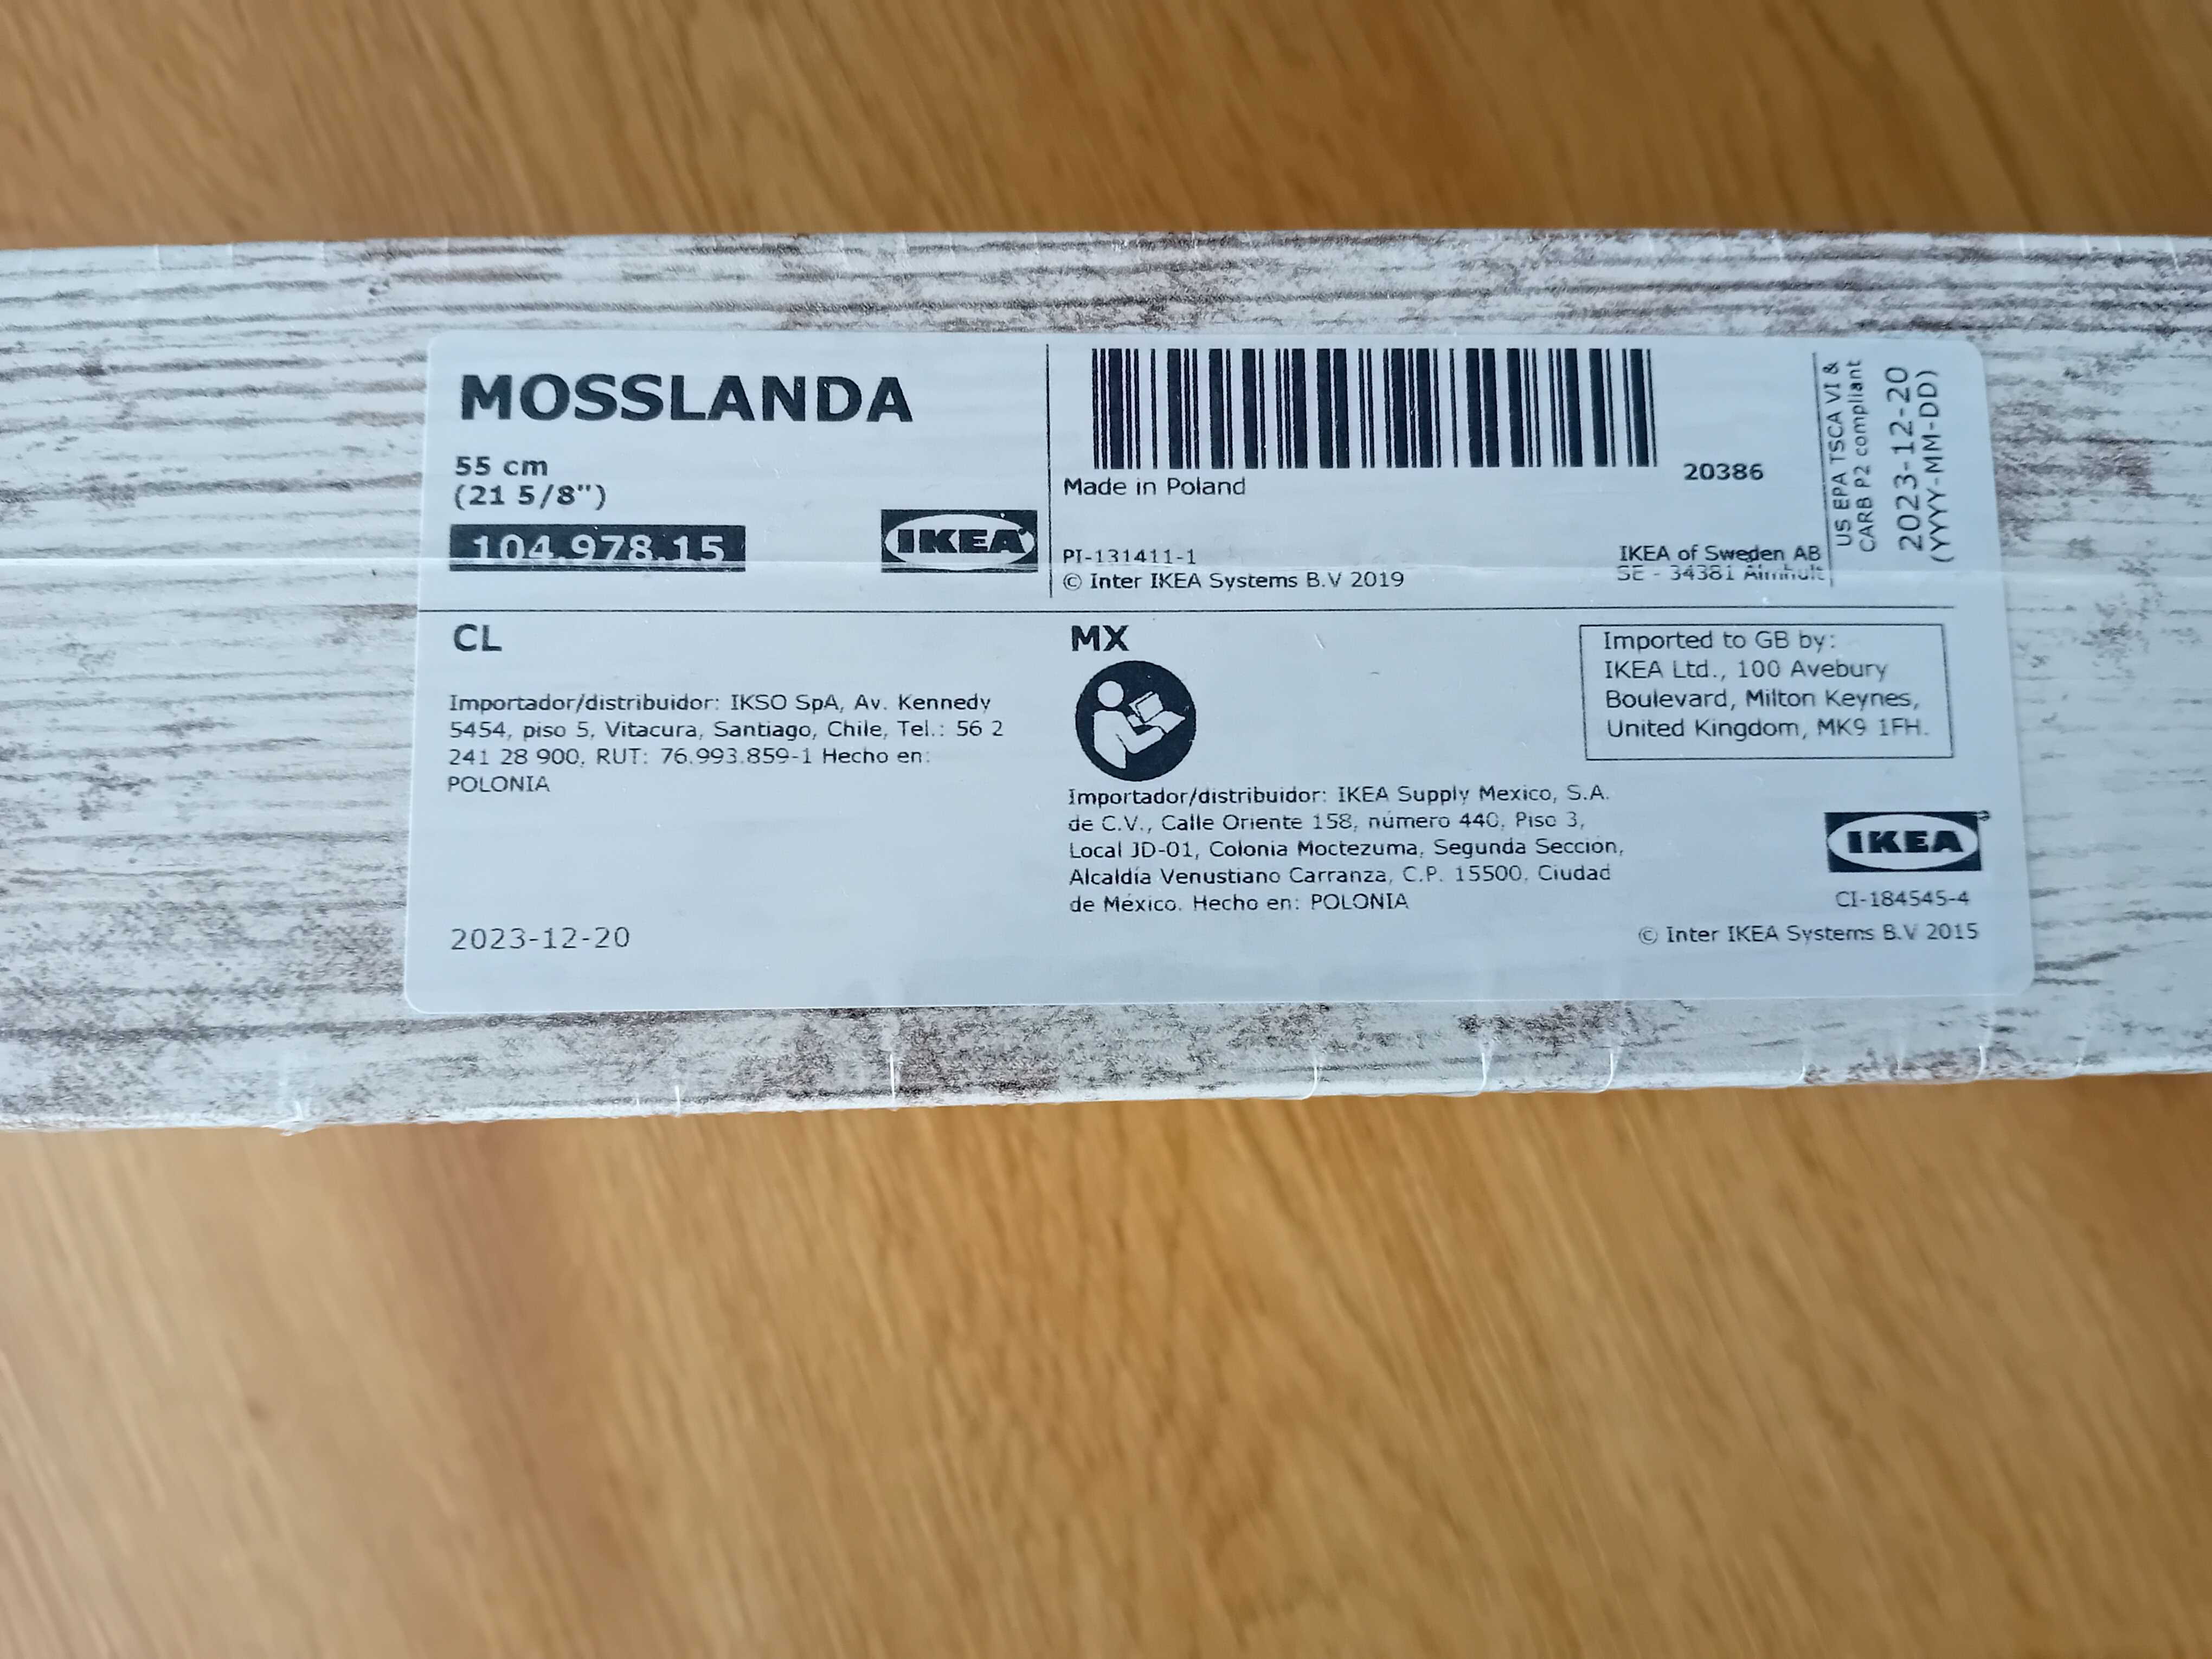 MOSSLANDA
55 cm
(21 5/8")
104.978.15
IKEA
Made in Poland
20386
PI-131411-1
© Inter IKEA Systems B.V 2019
IKEA of Sweden AB
SE - 34381 Älmhult
US EPA TSCA VI &
CARB P2 compliant
2023-12-20
(YYYY-MM-DD)
CL
Importador/distribuidor: IKSO SpA, Av. Kennedy
5454, piso 5, Vitacura, Santiago, Chile, Tel.: 56 2
241 28 900, RUT: 76.993.859-1 Hecho en:
POLONIA
2023-12-20
MX
Importador/distribuidor: IKEA Supply Mexico, S.A.
de C.V., Calle Oriente 158, número 440, Piso 3,
Local JD-01, Colonia Moctezuma, Segunda Sección,
Alcaldía Venustiano Carranza, C.P. 15500, Ciudad
de México. Hecho en: POLONIA
Imported to GB by:
IKEA Ltd., 100 Avebury
Boulevard, Milton Keynes,
United Kingdom, MK9 1FH.
IKEA
CI-184545-4
© Inter IKEA Systems B.V 2015